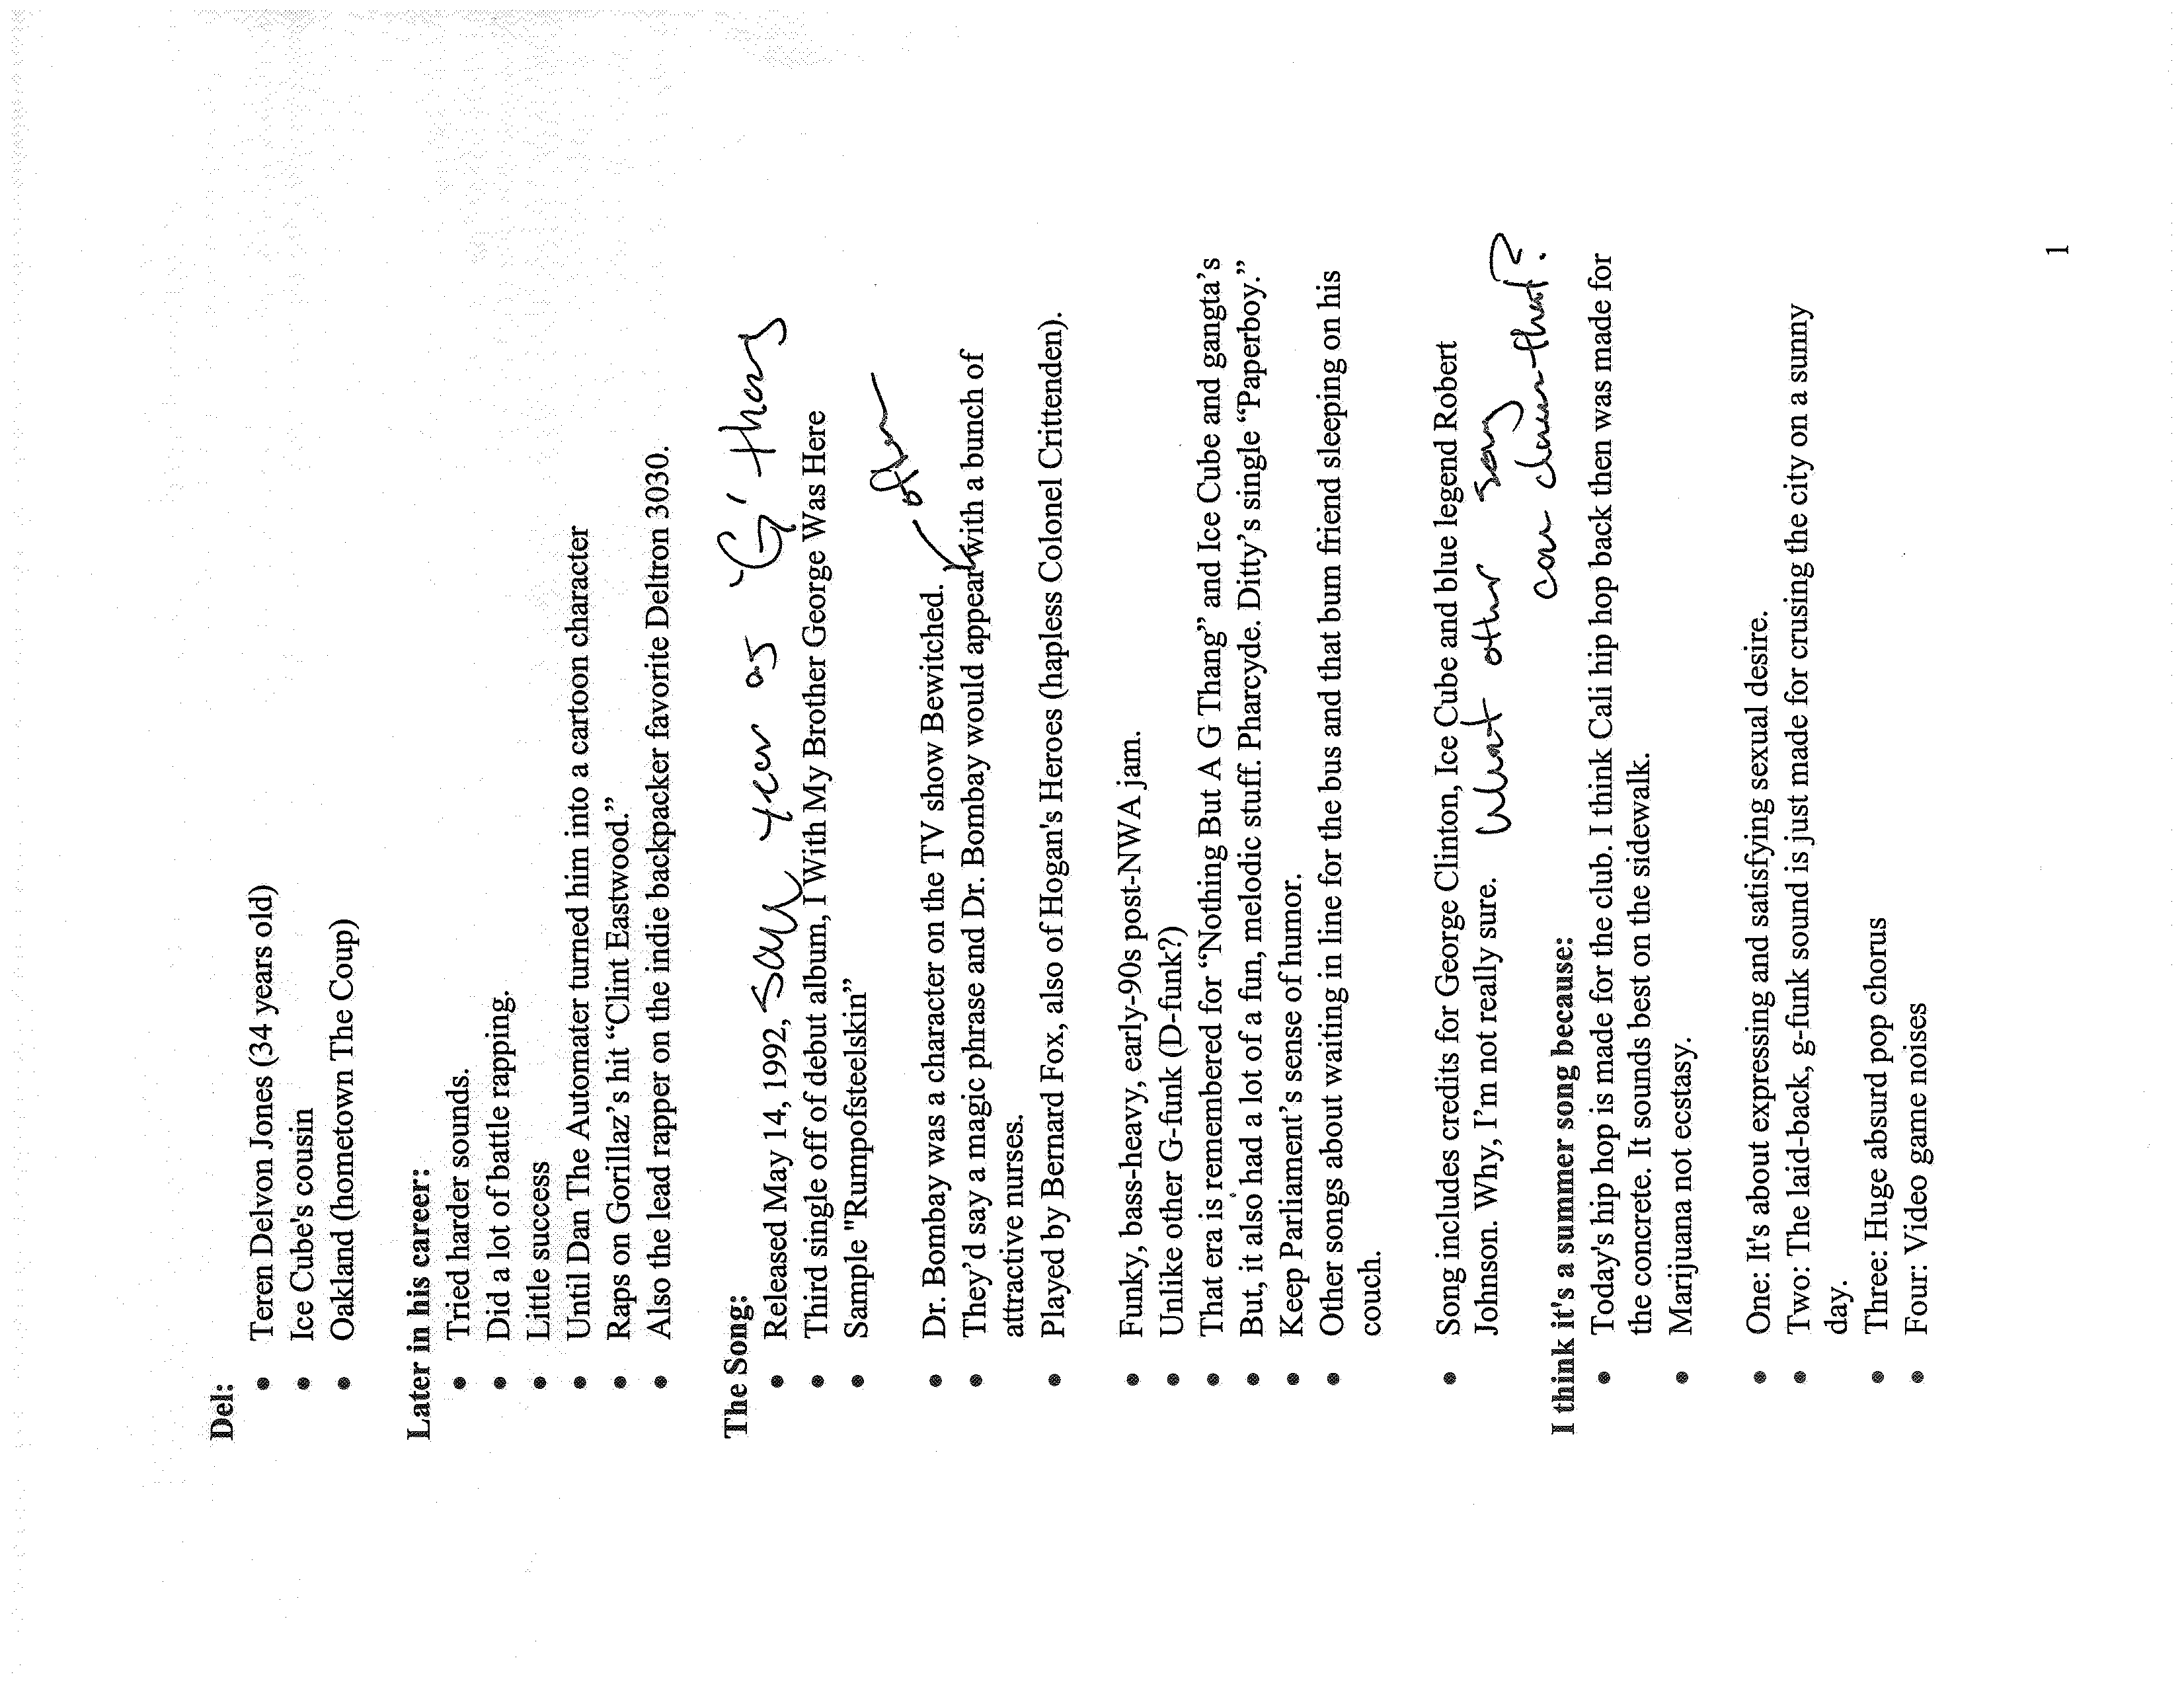 Del:
• Teren Delvon Jones (34 years old)
• Ice Cube's cousin
• Oakland (hometown The Coup)
Later in his career:
• Tried harder sounds.
• Did a lot of battle rapping.
• Little success
• Until Dan The Automater turned him into a cartoon character
• Raps on Gorillaz's hit “Clint Eastwood.”
• Also the lead rapper on the indie backpacker favorite Deltron 3030.
The Song:
• Released May 14, 1992, same year as 'G' thang
• Third single off of debut album, I With My Brother George Was Here
• Sample "Rumpofsteelskin”
often
• Dr. Bombay was a character on the TV show Bewitched.
• They’d say a magic phrase and Dr. Bombay would appear with a bunch of
attractive nurses.
• Played by Bernard Fox, also of Hogan's Heroes (hapless Colonel Crittenden).
• Funky, bass-heavy, early-90s post-NWA jam.
• Unlike other G-funk (D-funk?)
• That era is remembered for “Nothing But A G Thang” and Ice Cube and gangta’s
• But, it also had a lot of a fun, melodic stuff. Pharcyde. Ditty’s single “Paperboy.”
• Keep Parliament’s sense of humor.
• Other songs about waiting in line for the bus and that bum friend sleeping on his
couch.
• Song includes credits for George Clinton, Ice Cube and blue legend Robert
Johnson. Why, I’m not really sure. What other song
can claim that?
I think it's a summer song because:
• Today's hip hop is made for the club. I think Cali hip hop back then was made for
the concrete. It sounds best on the sidewalk.
• Marijuana not ecstasy.
• One: It's about expressing and satisfying sexual desire.
• Two: The laid-back, g-funk sound is just made for crusing the city on a sunny
day.
• Three: Huge absurd pop chorus
• Four: Video game noises
1